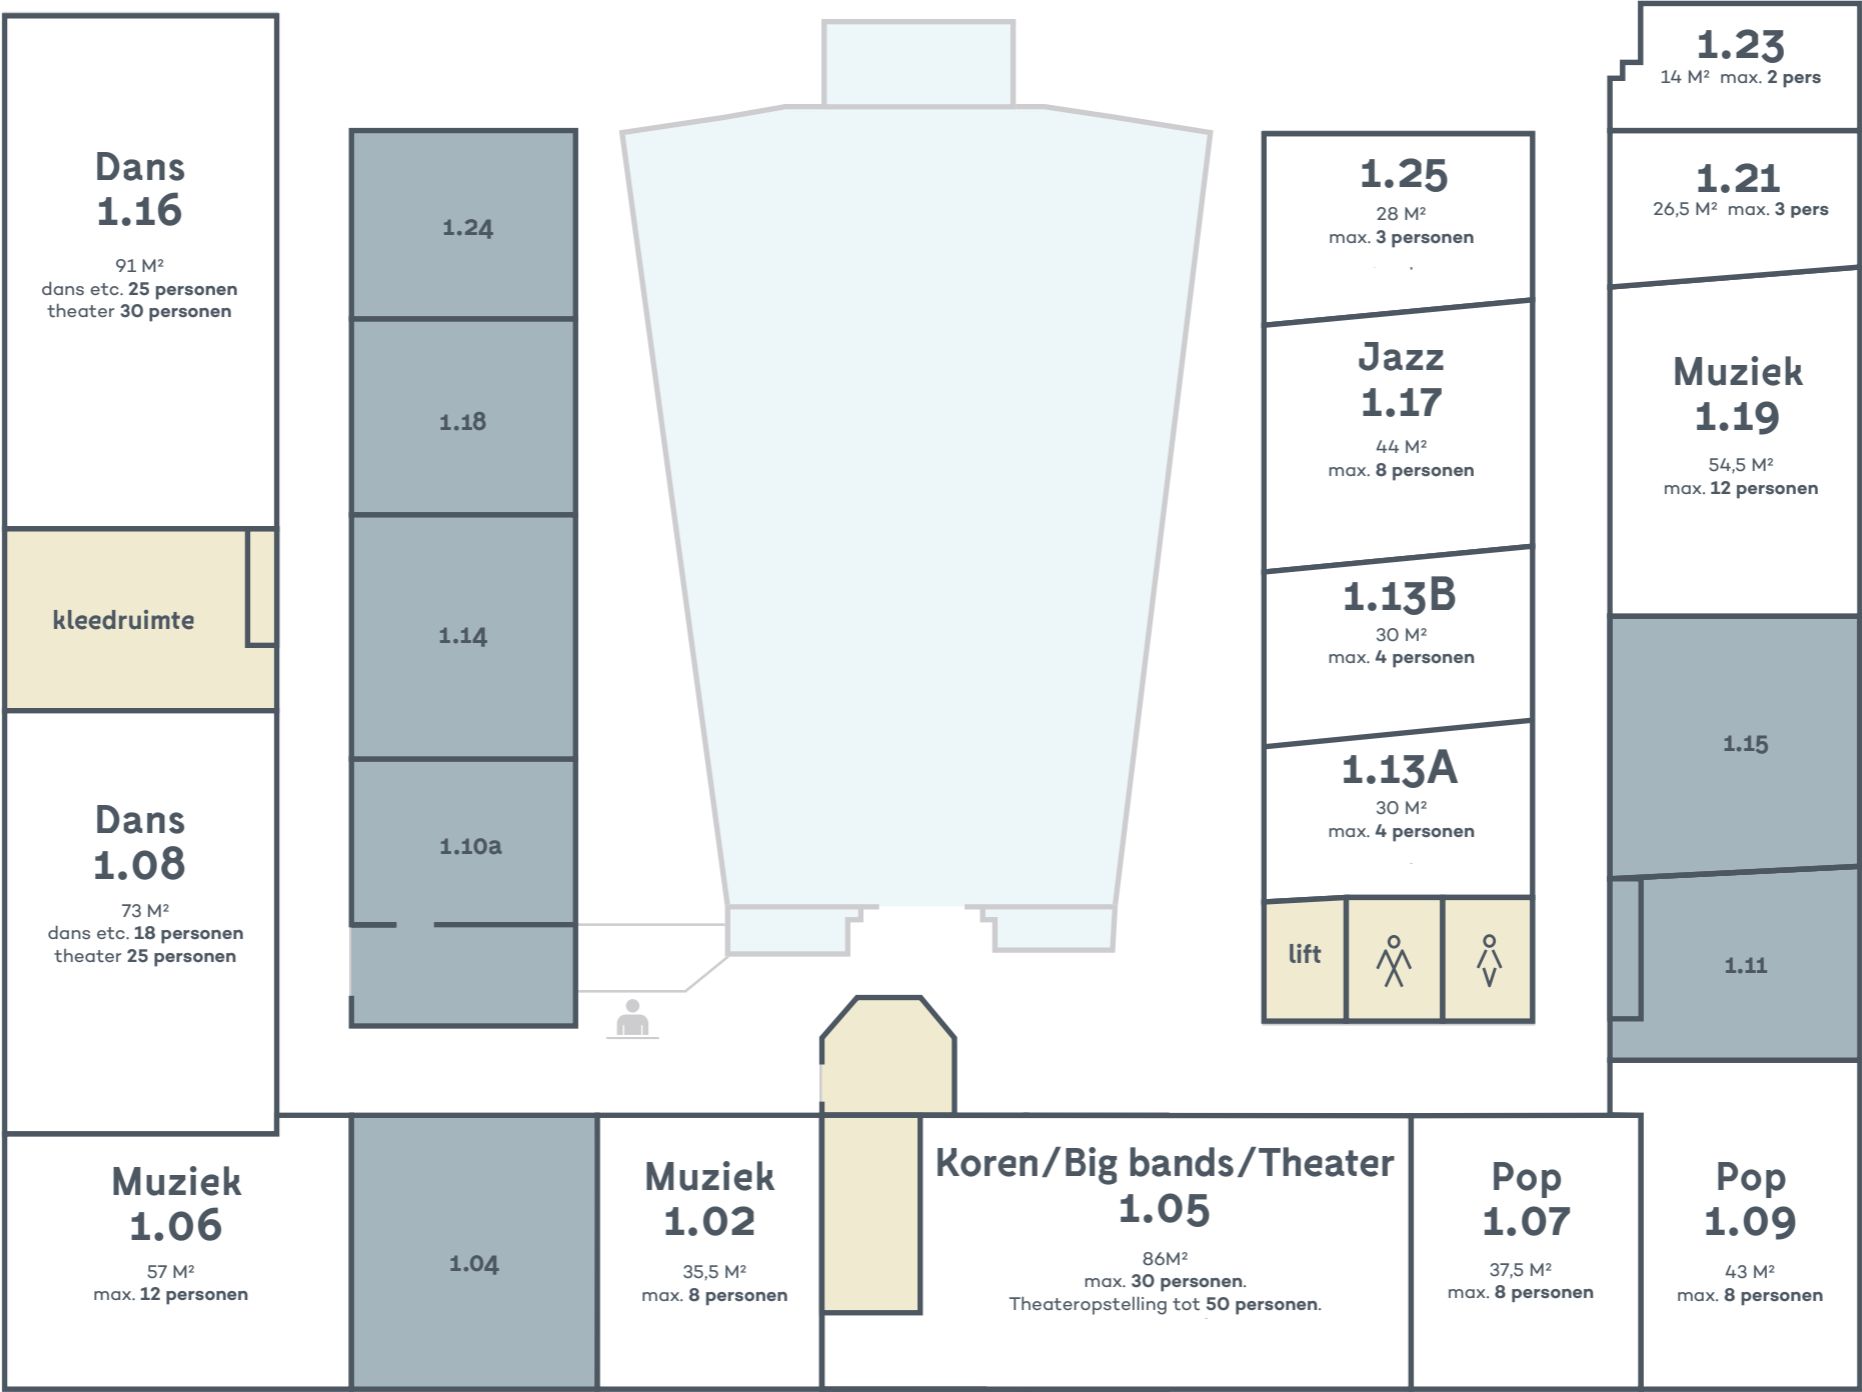 Dans
1.16
91 M²
dans etc. 25 personen
theater 30 personen
kleedruimte
Dans
1.08
73 M²
dans etc. 18 personen
theater 25 personen
Muziek
1.06
57 M²
max. 12 personen
1.24
1.18
1.14
1.10a
1.04
Muziek
1.02
35,5 M²
max. 8 personen
Koren/Big bands/Theater
1.05
86M²
max. 30 personen.
Theateropstelling tot 50 personen.
Pop
1.07
37,5 M²
max. 8 personen
Pop
1.09
43 M²
max. 8 personen
1.25
28 M²
max. 3 personen
Jazz
1.17
44 M²
max. 8 personen
1.13B
30 M²
max. 4 personen
1.13A
30 M²
max. 4 personen
lift
1.23
14 M² max. 2 pers
1.21
26,5 M² max. 3 pers
Muziek
1.19
54,5 M²
max. 12 personen
1.15
1.11